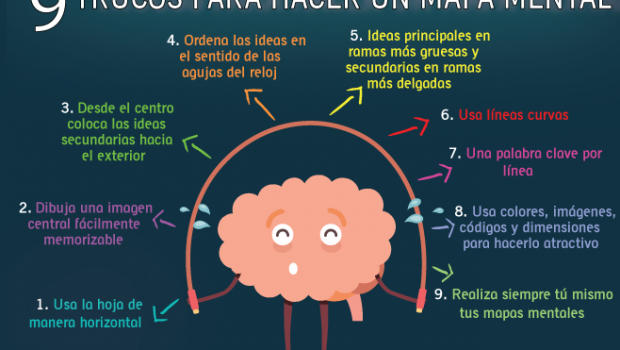 9 TRUCOS PARA HACER UN MAPA MENTAL
1. Usa la hoja de
manera horizontal
2. Dibuja una imagen
central fácilmente
memorizable
3. Desde el centro
coloca las ideas
secundarias hacia
el exterior
4. Ordena las ideas en
el sentido de las
agujas del reloj
5. Ideas principales en
ramas más gruesas y
secundarias en ramas
más delgadas
6. Usa líneas curvas
7. Una palabra clave por
línea
8. Usa colores, imágenes,
códigos y dimensiones
para hacerlo atractivo
9. Realiza siempre tú mismo
tus mapas mentales